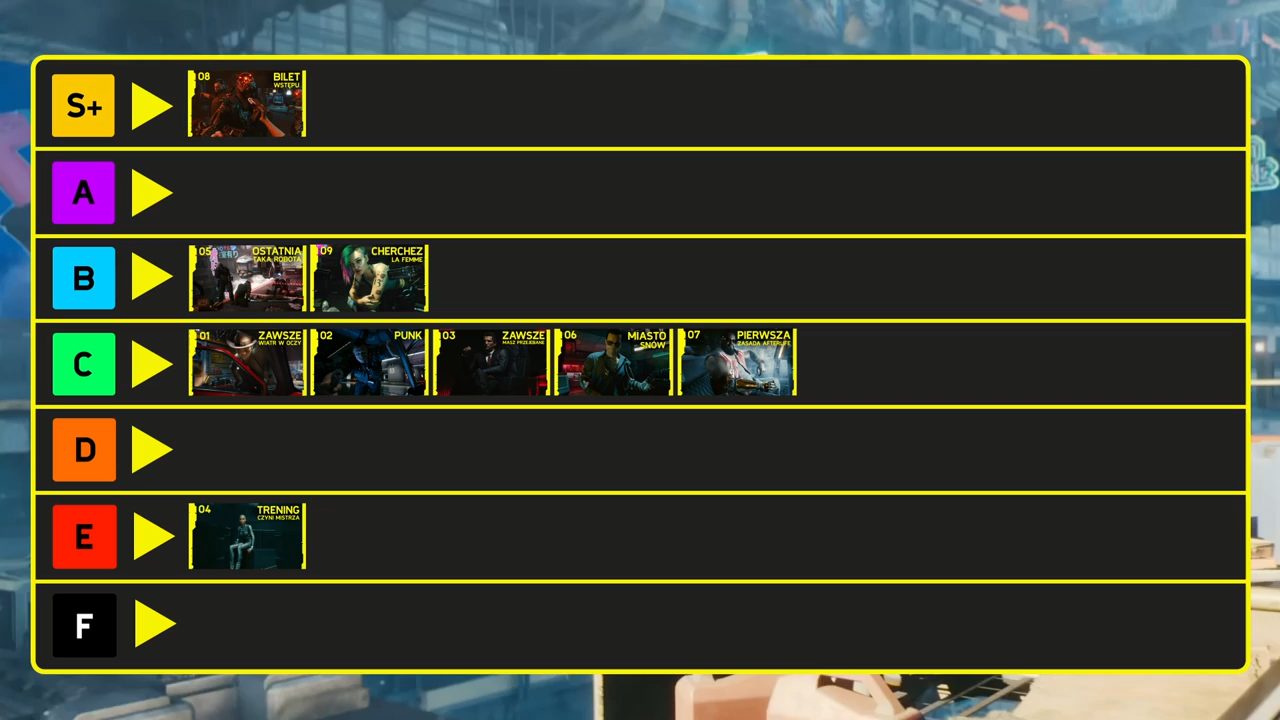 S+
08
BILET
WSTĘPU
A
B
05
OSTATNIA
TAKA ROBOTA
09
CHERCHEZ
LA FEMME
C
01
ZAWSZE
WIATR W OCZY
02
PUNK
03
ZAWSZE
MASZ PRZEJEBANE
06
MIASTO
SNÓW
07
PIERWSZA
ZASADA AFTERLIFE
D
E
04
TRENING
CZYNI MISTRZA
F